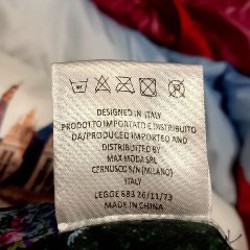 DESIGNED IN ITALY
PRODOTTO IMPORTATO E DISTRIBUITO
DA/PRODUCED IMPORTED AND
DISTRIBUTED BY
MAX MODA SRL
CERNUSCO S/N (MILANO)
ITALY
LEGGE 883 26/11/73
MADE IN CHINA